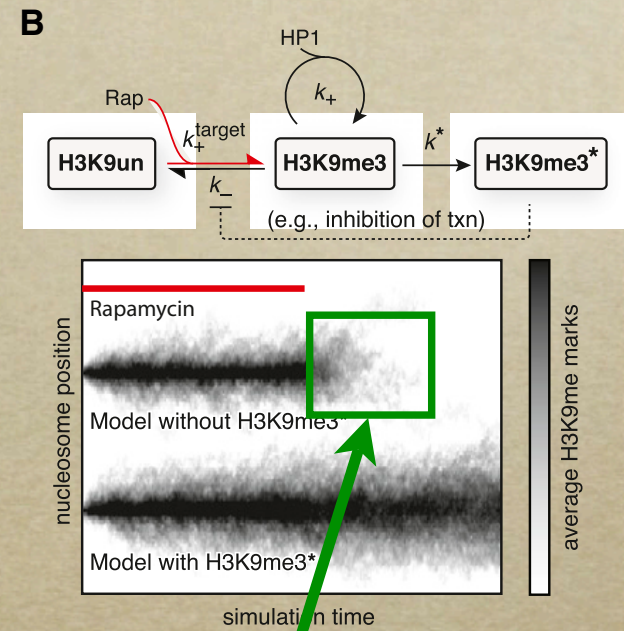 B
HP1
k+
Rap
k+target
k*
H3K9un
H3K9me3
H3K9me3*
k_
(e.g., inhibition of txn)
Rapamycin
Model without H3K9me3*
Model with H3K9me3*
nucleosome position
simulation time
average H3K9me marks